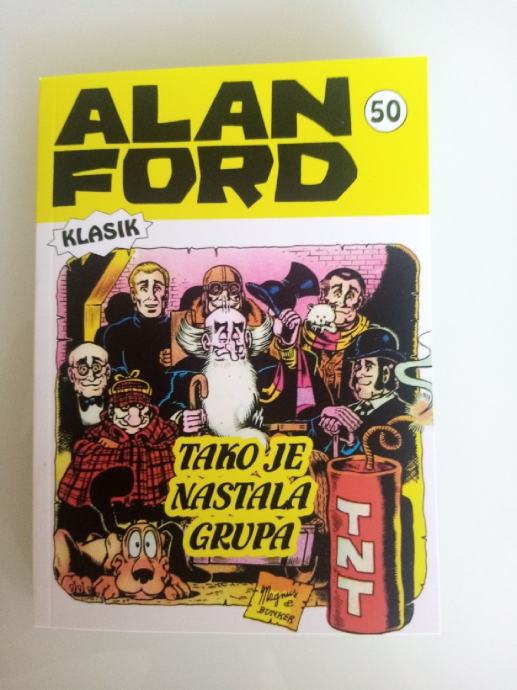 ALAN
FORD
50
KLASIK
TAKO JE
NASTALA
GRUPA
TNT
Magnus
&
BUNKER